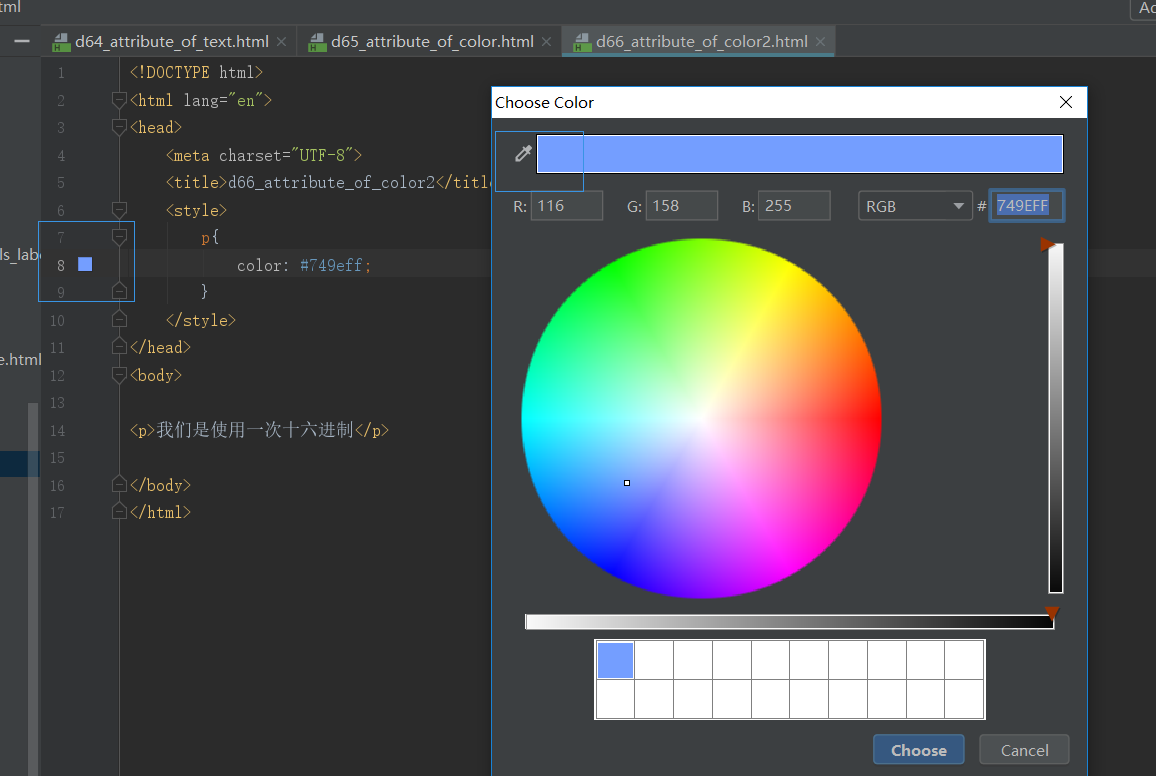 tml
Ad
d64_attribute_of_text.html
d65_attribute_of_color.html
d66_attribute_of_color2.html
1 <!DOCTYPE html>
2 <html lang="en">
3 <head>
4 <meta charset="UTF-8">
5 <title>d66_attribute_of_color2</title
6 <style>
7 p{
8 color: #749eff;
9 }
10 </style>
11 </head>
12 <body>
13
14 <p>我们是使用一次十六进制</p>
15
16 </body>
17 </html>
ls_labe
e.html
Choose Color
R: 116 G: 158 B: 255 RGB # 749EFF
Choose Cancel